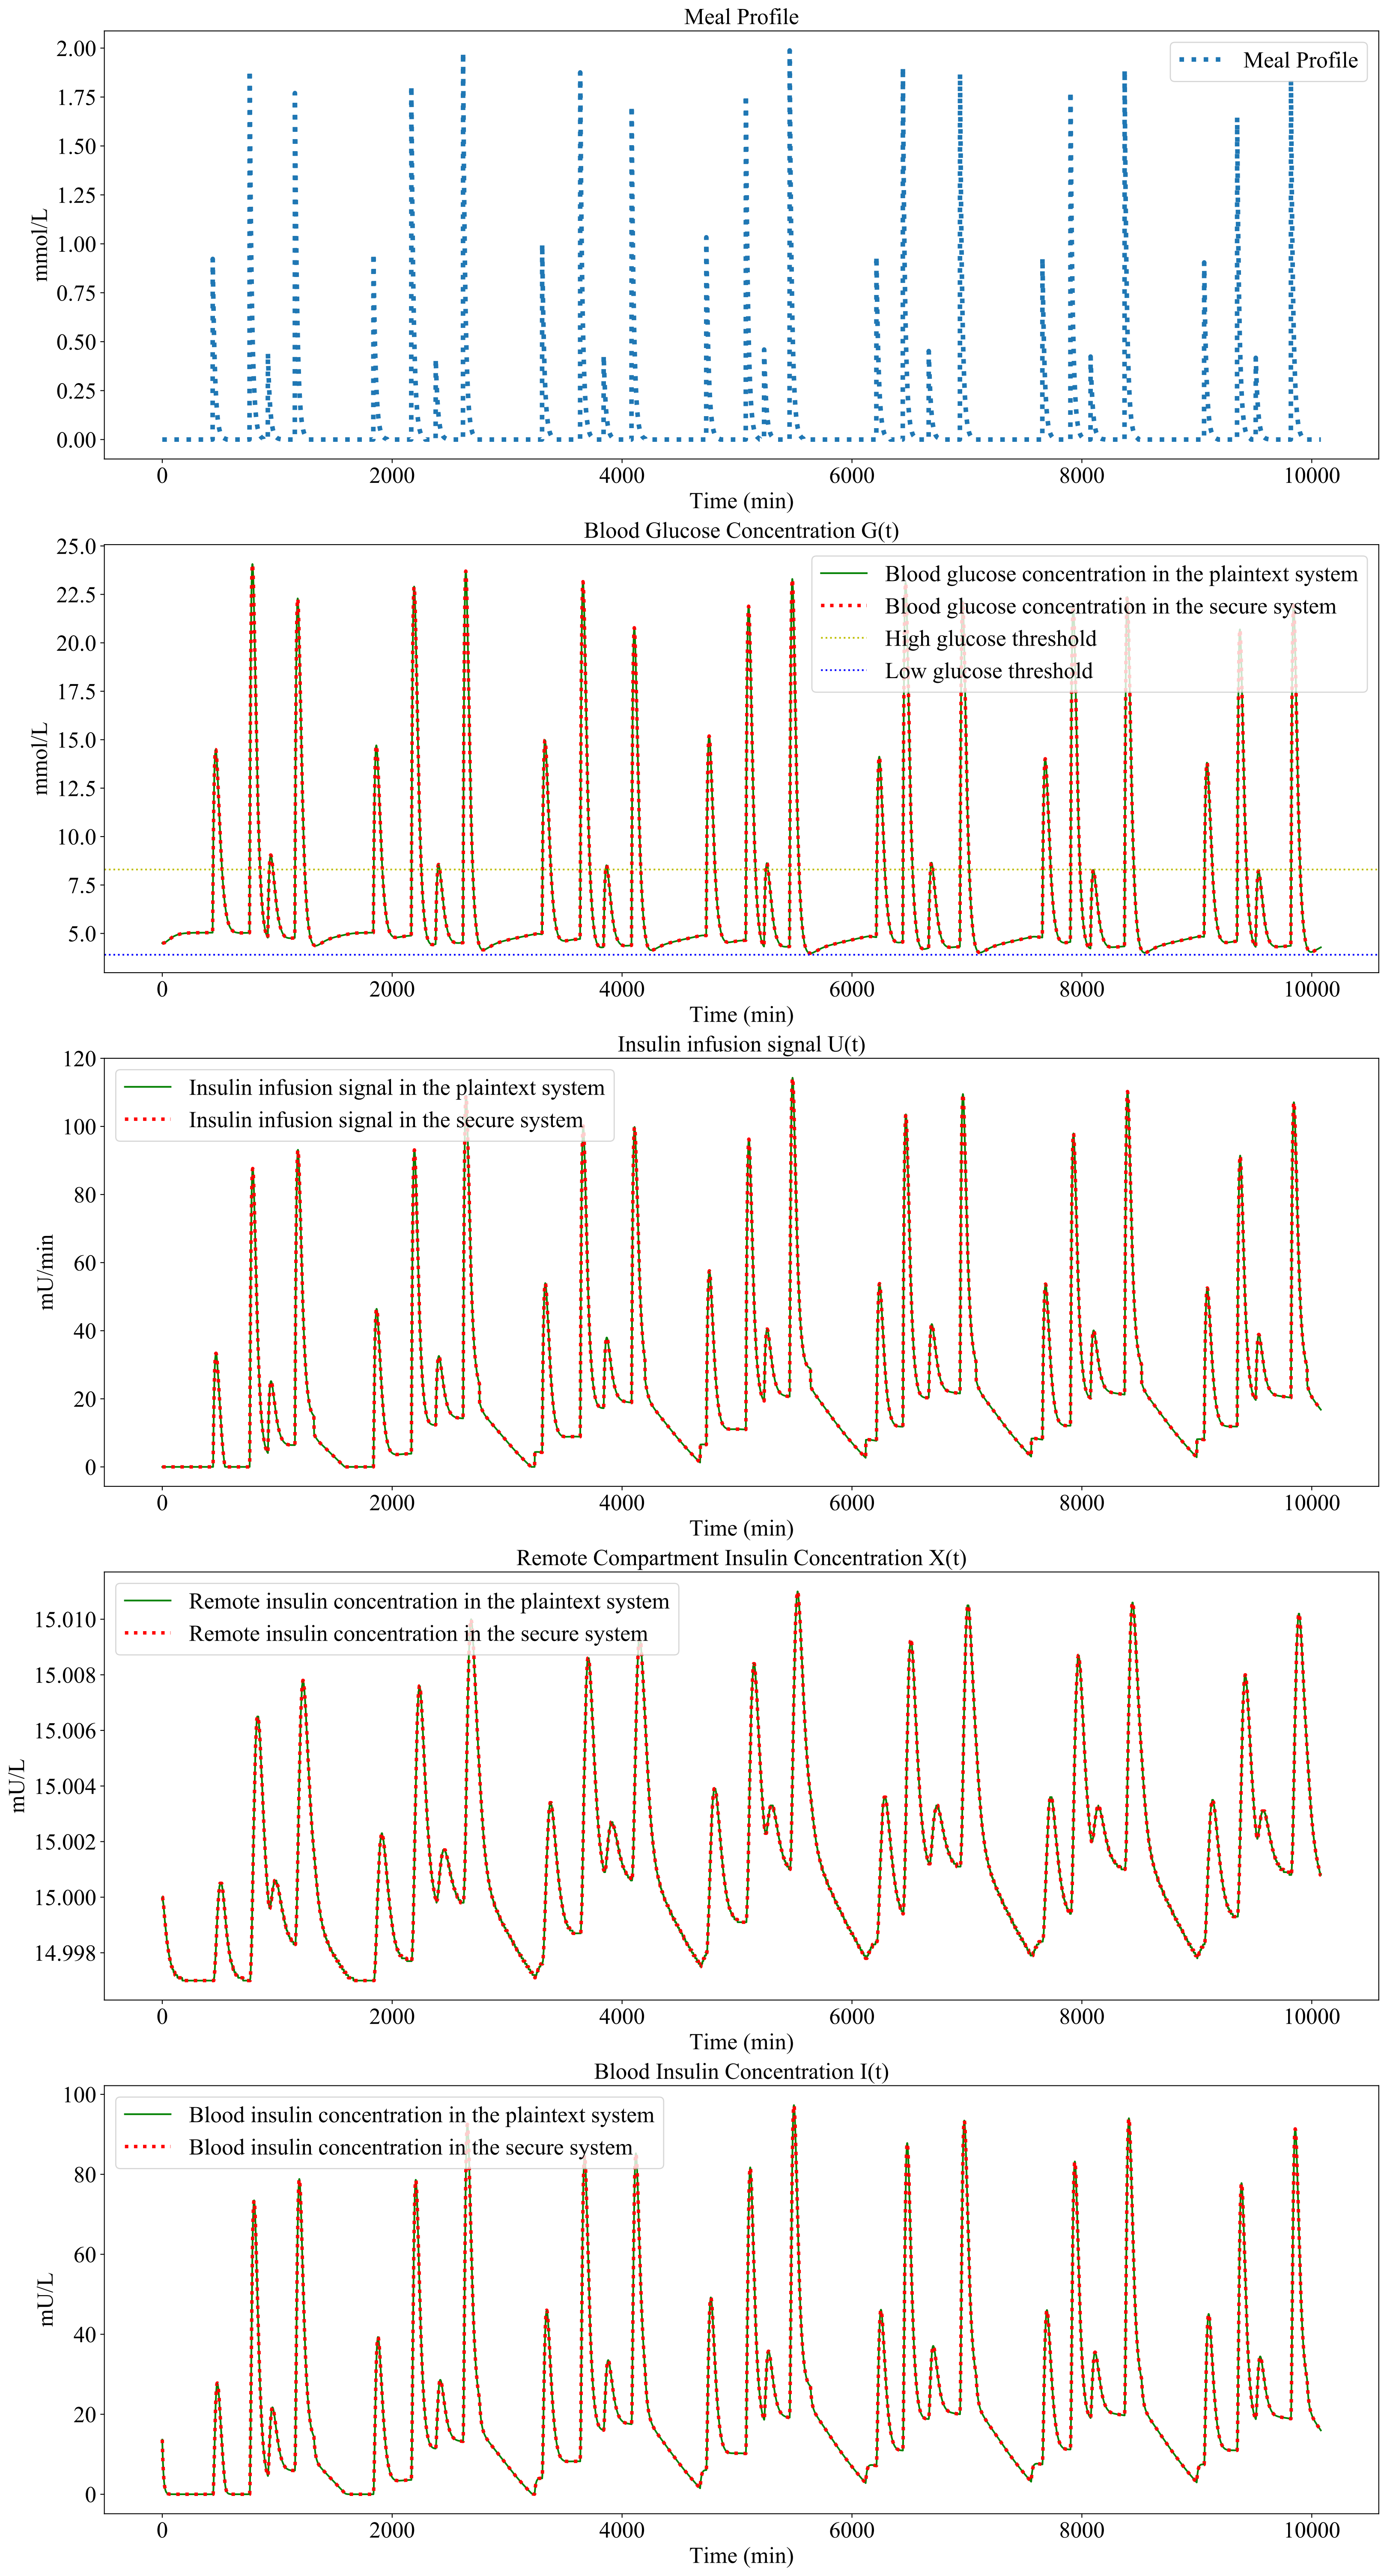 Meal Profile
2.00
1.75
1.50
1.25
1.00
0.75
0.50
0.25
0.00
mmol/L
Meal Profile
0 2000 4000 6000 8000 10000
Time (min)
Blood Glucose Concentration G(t)
25.0
22.5
20.0
17.5
15.0
12.5
10.0
7.5
5.0
mmol/L
Blood glucose concentration in the plaintext system
Blood glucose concentration in the secure system
High glucose threshold
Low glucose threshold
0 2000 4000 6000 8000 10000
Time (min)
Insulin infusion signal U(t)
120
100
80
60
40
20
0
mU/min
Insulin infusion signal in the plaintext system
Insulin infusion signal in the secure system
0 2000 4000 6000 8000 10000
Time (min)
Remote Compartment Insulin Concentration X(t)
15.010
15.008
15.006
15.004
15.002
15.000
14.998
mU/L
Remote insulin concentration in the plaintext system
Remote insulin concentration in the secure system
0 2000 4000 6000 8000 10000
Time (min)
Blood Insulin Concentration I(t)
100
80
60
40
20
0
mU/L
Blood insulin concentration in the plaintext system
Blood insulin concentration in the secure system
0 2000 4000 6000 8000 10000
Time (min)